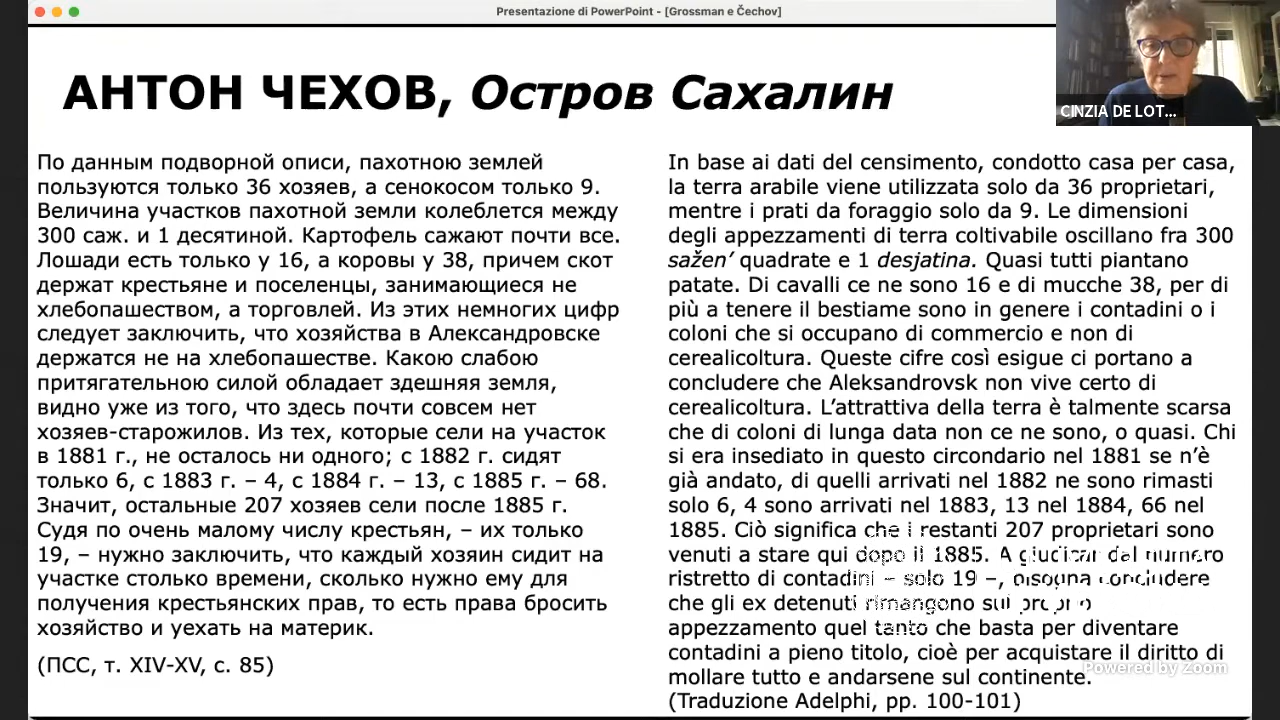 Presentazione di PowerPoint - [Grossman e Čechov]
CINZIA DE LOT...
АНТОН ЧЕХОВ, Остров Сахалин
По данным подворной описи, пахотною землей
пользуются только 36 хозяев, а сенокосом только 9.
Величина участков пахотной земли колеблется между
300 саж. и 1 десятиной. Картофель сажают почти все.
Лошади есть только у 16, а коровы у 38, причем скот
держат крестьяне и поселенцы, занимающиеся не
хлебопашеством, а торговлей. Из этих немногих цифр
следует заключить, что хозяйства в Александровске
держатся не на хлебопашестве. Какою слабою
притягательною силой обладает здешняя земля,
видно уже из того, что здесь почти совсем нет
хозяев-старожилов. Из тех, которые сели на участок
в 1881 г., не осталось ни одного; с 1882 г. сидят
только 6, с 1883 г. – 4, с 1884 г. – 13, с 1885 г. – 68.
Значит, остальные 207 хозяев сели после 1885 г.
Судя по очень малому числу крестьян, – их только
19, – нужно заключить, что каждый хозяин сидит на
участке столько времени, сколько нужно ему для
получения крестьянских прав, то есть права бросить
хозяйство и уехать на материк.
(ПСС, т. XIV-XV, с. 85)
In base ai dati del censimento, condotto casa per casa,
la terra arabile viene utilizzata solo da 36 proprietari,
mentre i prati da foraggio solo da 9. Le dimensioni
degli appezzamenti di terra coltivabile oscillano fra 300
sažen’ quadrate e 1 desjatina. Quasi tutti piantano
patate. Di cavalli ce ne sono 16 e di mucche 38, per di
più a tenere il bestiame sono in genere i contadini o i
coloni che si occupano di commercio e non di
cerealicoltura. Queste cifre così esigue ci portano a
concludere che Aleksandrovsk non vive certo di
cerealicoltura. L’attrattiva della terra è talmente scarsa
che di coloni di lunga data non ce ne sono, o quasi. Chi
si era insediato in questo circondario nel 1881 se n’è
già andato, di quelli arrivati nel 1882 ne sono rimasti
solo 6, 4 sono arrivati nel 1883, 13 nel 1884, 66 nel
1885. Ciò significa che i restanti 207 proprietari sono
venuti a stare qui dopo il 1885. A giudicare dal numero
ristretto di contadini – solo 19 –, bisogna concludere
che gli ex detenuti rimangono sul proprio
appezzamento quel tanto che basta per diventare
contadini a pieno titolo, cioè per acquistare il diritto di
mollare tutto e andarsene sul continente.
(Traduzione Adelphi, pp. 100-101)
Powered by Zoom